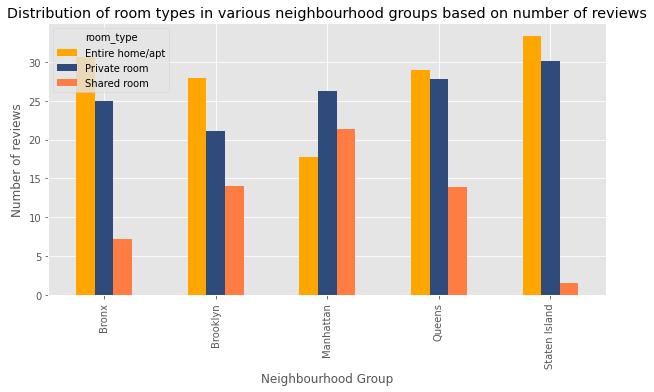 Distribution of room types in various neighbourhood groups based on number of reviews
room_type
Entire home/apt
Private room
Shared room
Number of reviews
30
25
20
15
10
5
0
Bronx
Brooklyn
Manhattan
Queens
Staten Island
Neighbourhood Group